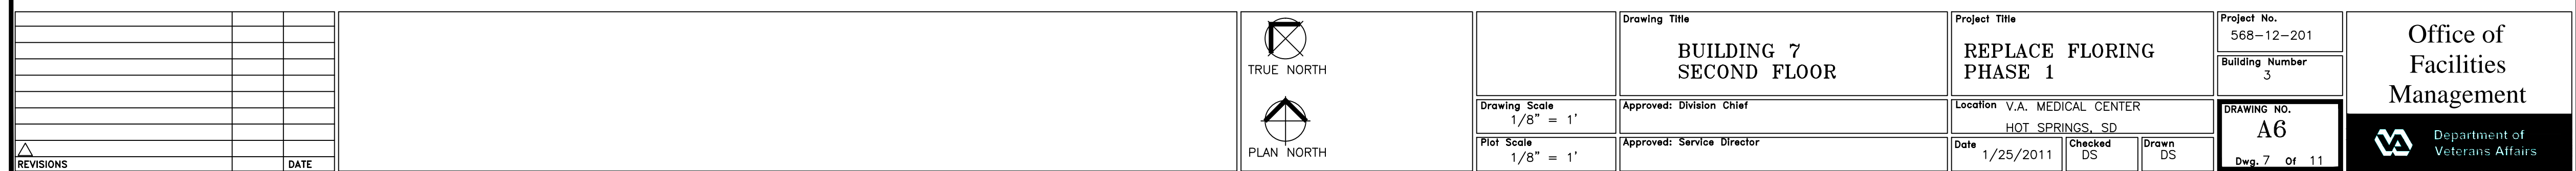 REVISIONS
DATE
TRUE NORTH
PLAN NORTH
Drawing Scale
1/8" = 1'
Plot Scale
1/8" = 1'
Drawing Title
BUILDING 7
SECOND FLOOR
Approved: Division Chief
Approved: Service Director
Project Title
REPLACE FLORING
PHASE 1
Location V.A. MEDICAL CENTER
HOT SPRINGS, SD
Date
1/25/2011
Checked
DS
Drawn
DS
Project No.
568-12-201
Building Number
3
DRAWING NO.
A6
Dwg. 7 Of 11
Office of
Facilities
Management
VA
Department of
Veterans Affairs